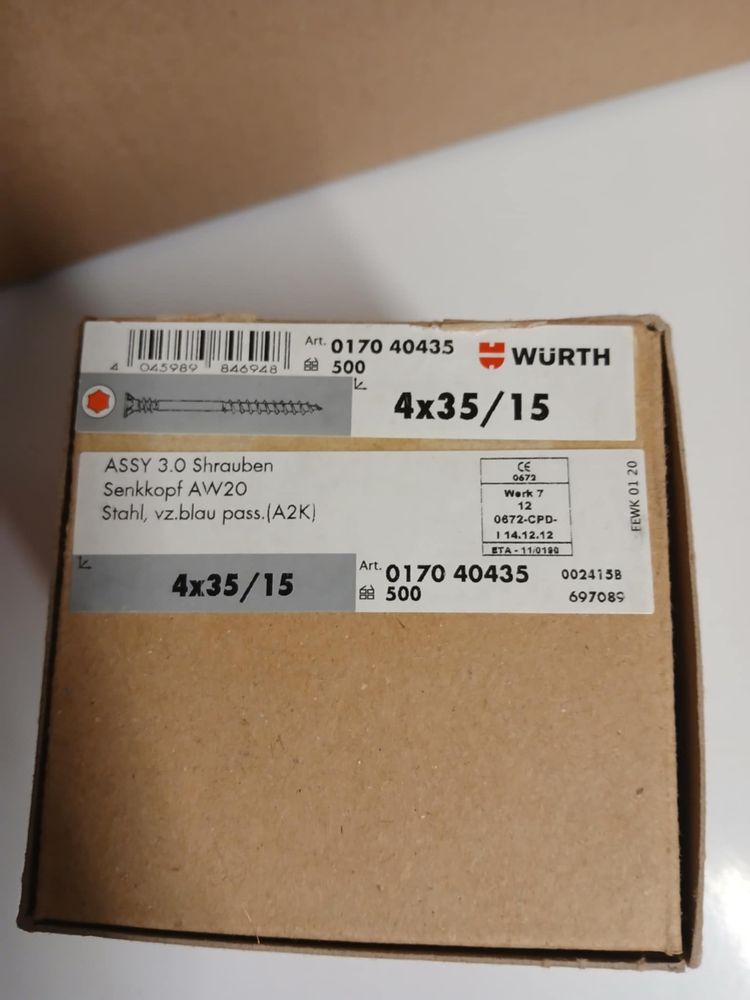 4 045989 846948
Art. 0170 40435
500
WÜRTH
4x35/15
ASSY 3.0 Schrauben
Senkkopf AW20
Stahl, vz.blau pass.(A2K)
CE
0672
Werk 7
12
0672-CPD-
I 14.12.12
ETA - 11/0190
FEWK 01 20
4x35/15
Art. 0170 40435
500
002415B
697089